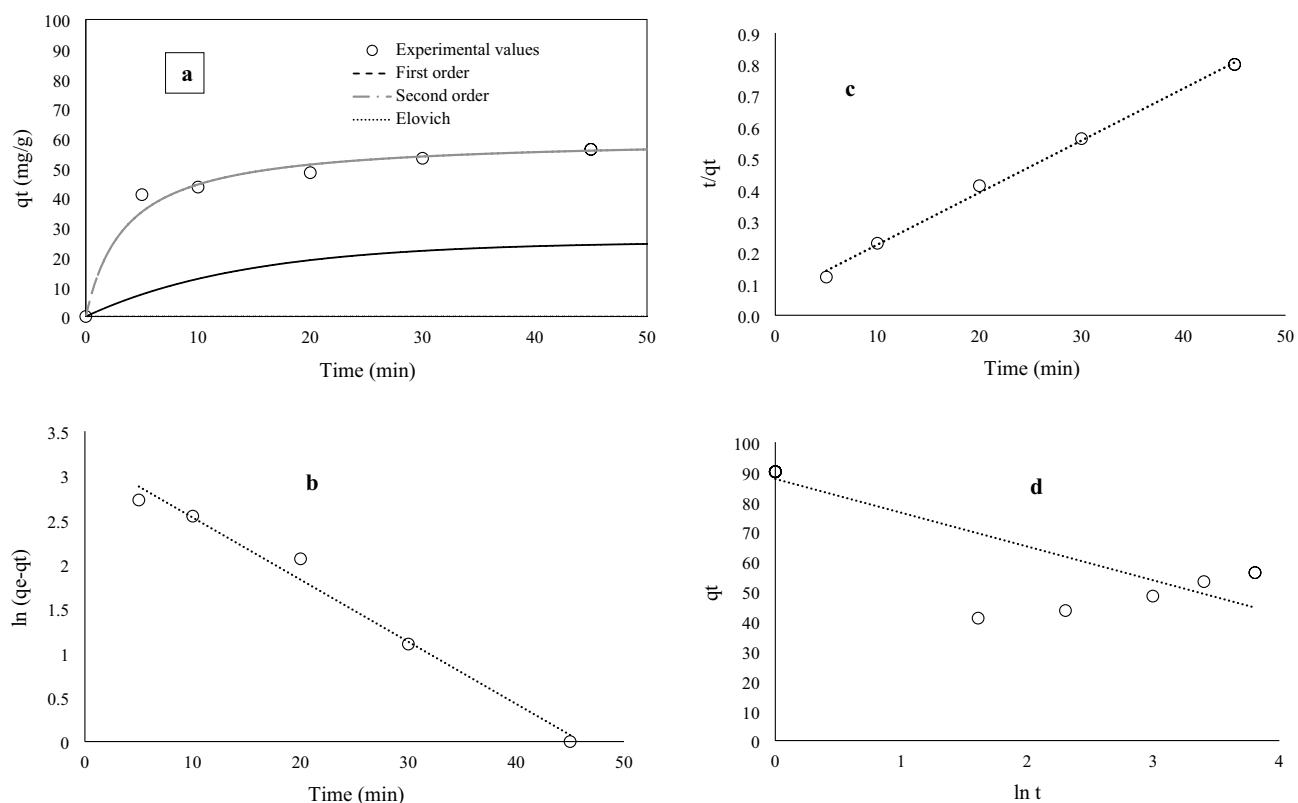 a
Experimental values
First order
Second order
Elovich
qt (mg/g)
100
90
80
70
60
50
40
30
20
10
0
0 10 20 30 40 50
Time (min)
c
t/qt
0.9
0.8
0.7
0.6
0.5
0.4
0.3
0.2
0.1
0.0
0 10 20 30 40 50
Time (min)
b
ln (qe-qt)
3.5
3
2.5
2
1.5
1
0.5
0
0 10 20 30 40 50
Time (min)
d
qt
100
90
80
70
60
50
40
30
20
10
0
0 1 2 3 4
ln t